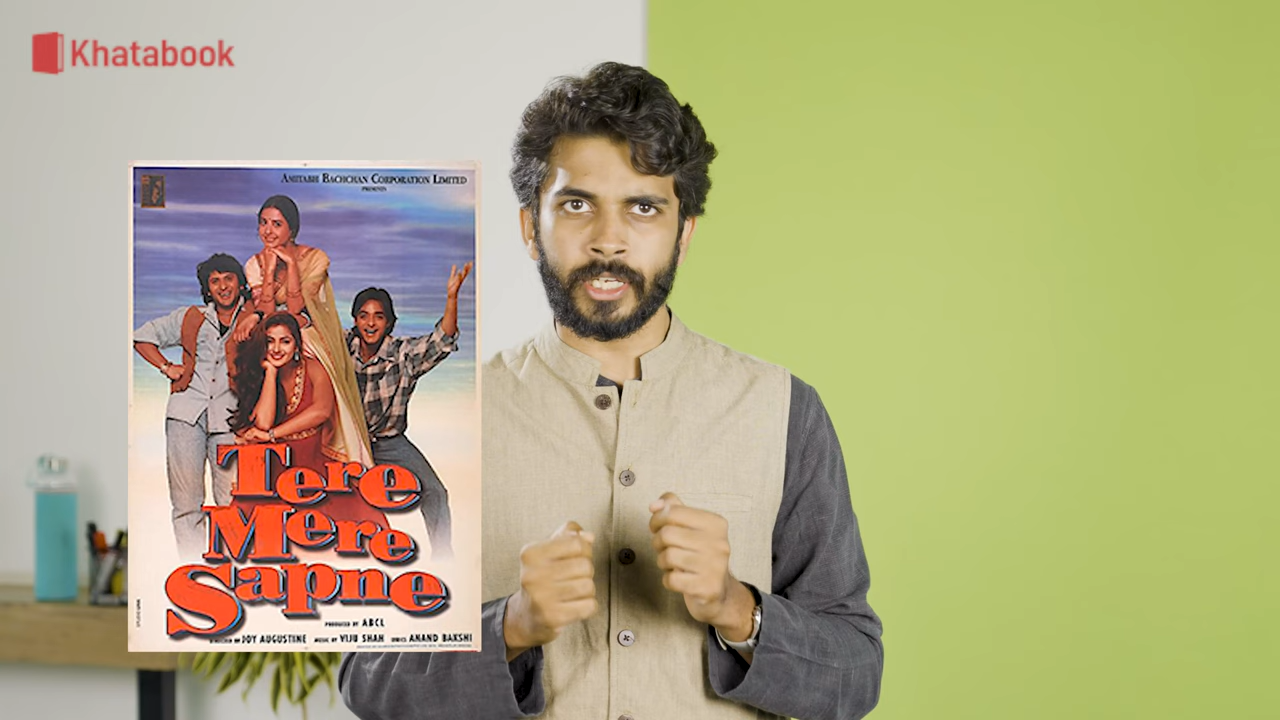 Khatabook
AMITABH BACHCHAN CORPORATION LIMITED
PRESENTS
Tere
Mere
Sapne
PRODUCED BY ABCL
DIRECTED BY JOY AUGUSTINE MUSIC BY VIJU SHAH LYRICS ANAND BAKSHI